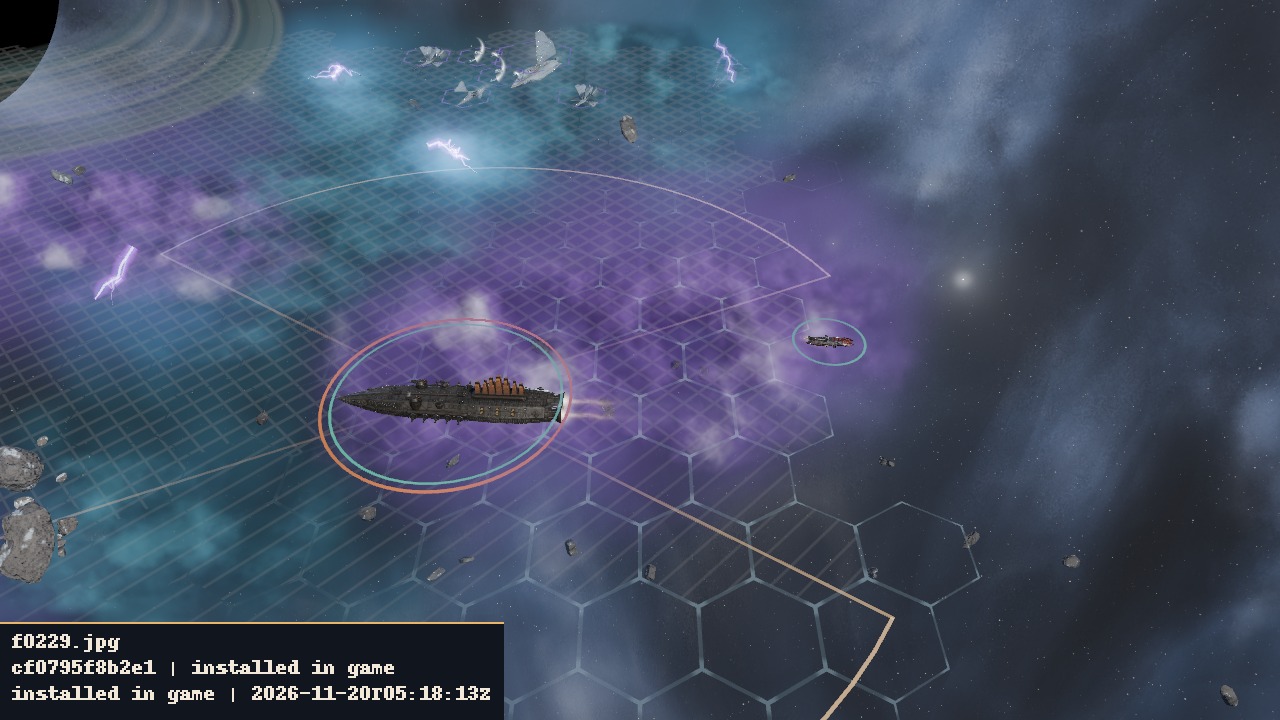 f0229.jpg
cf0795f8b2e1 | installed in game
installed in game | 2026-11-20T05:18:13Z